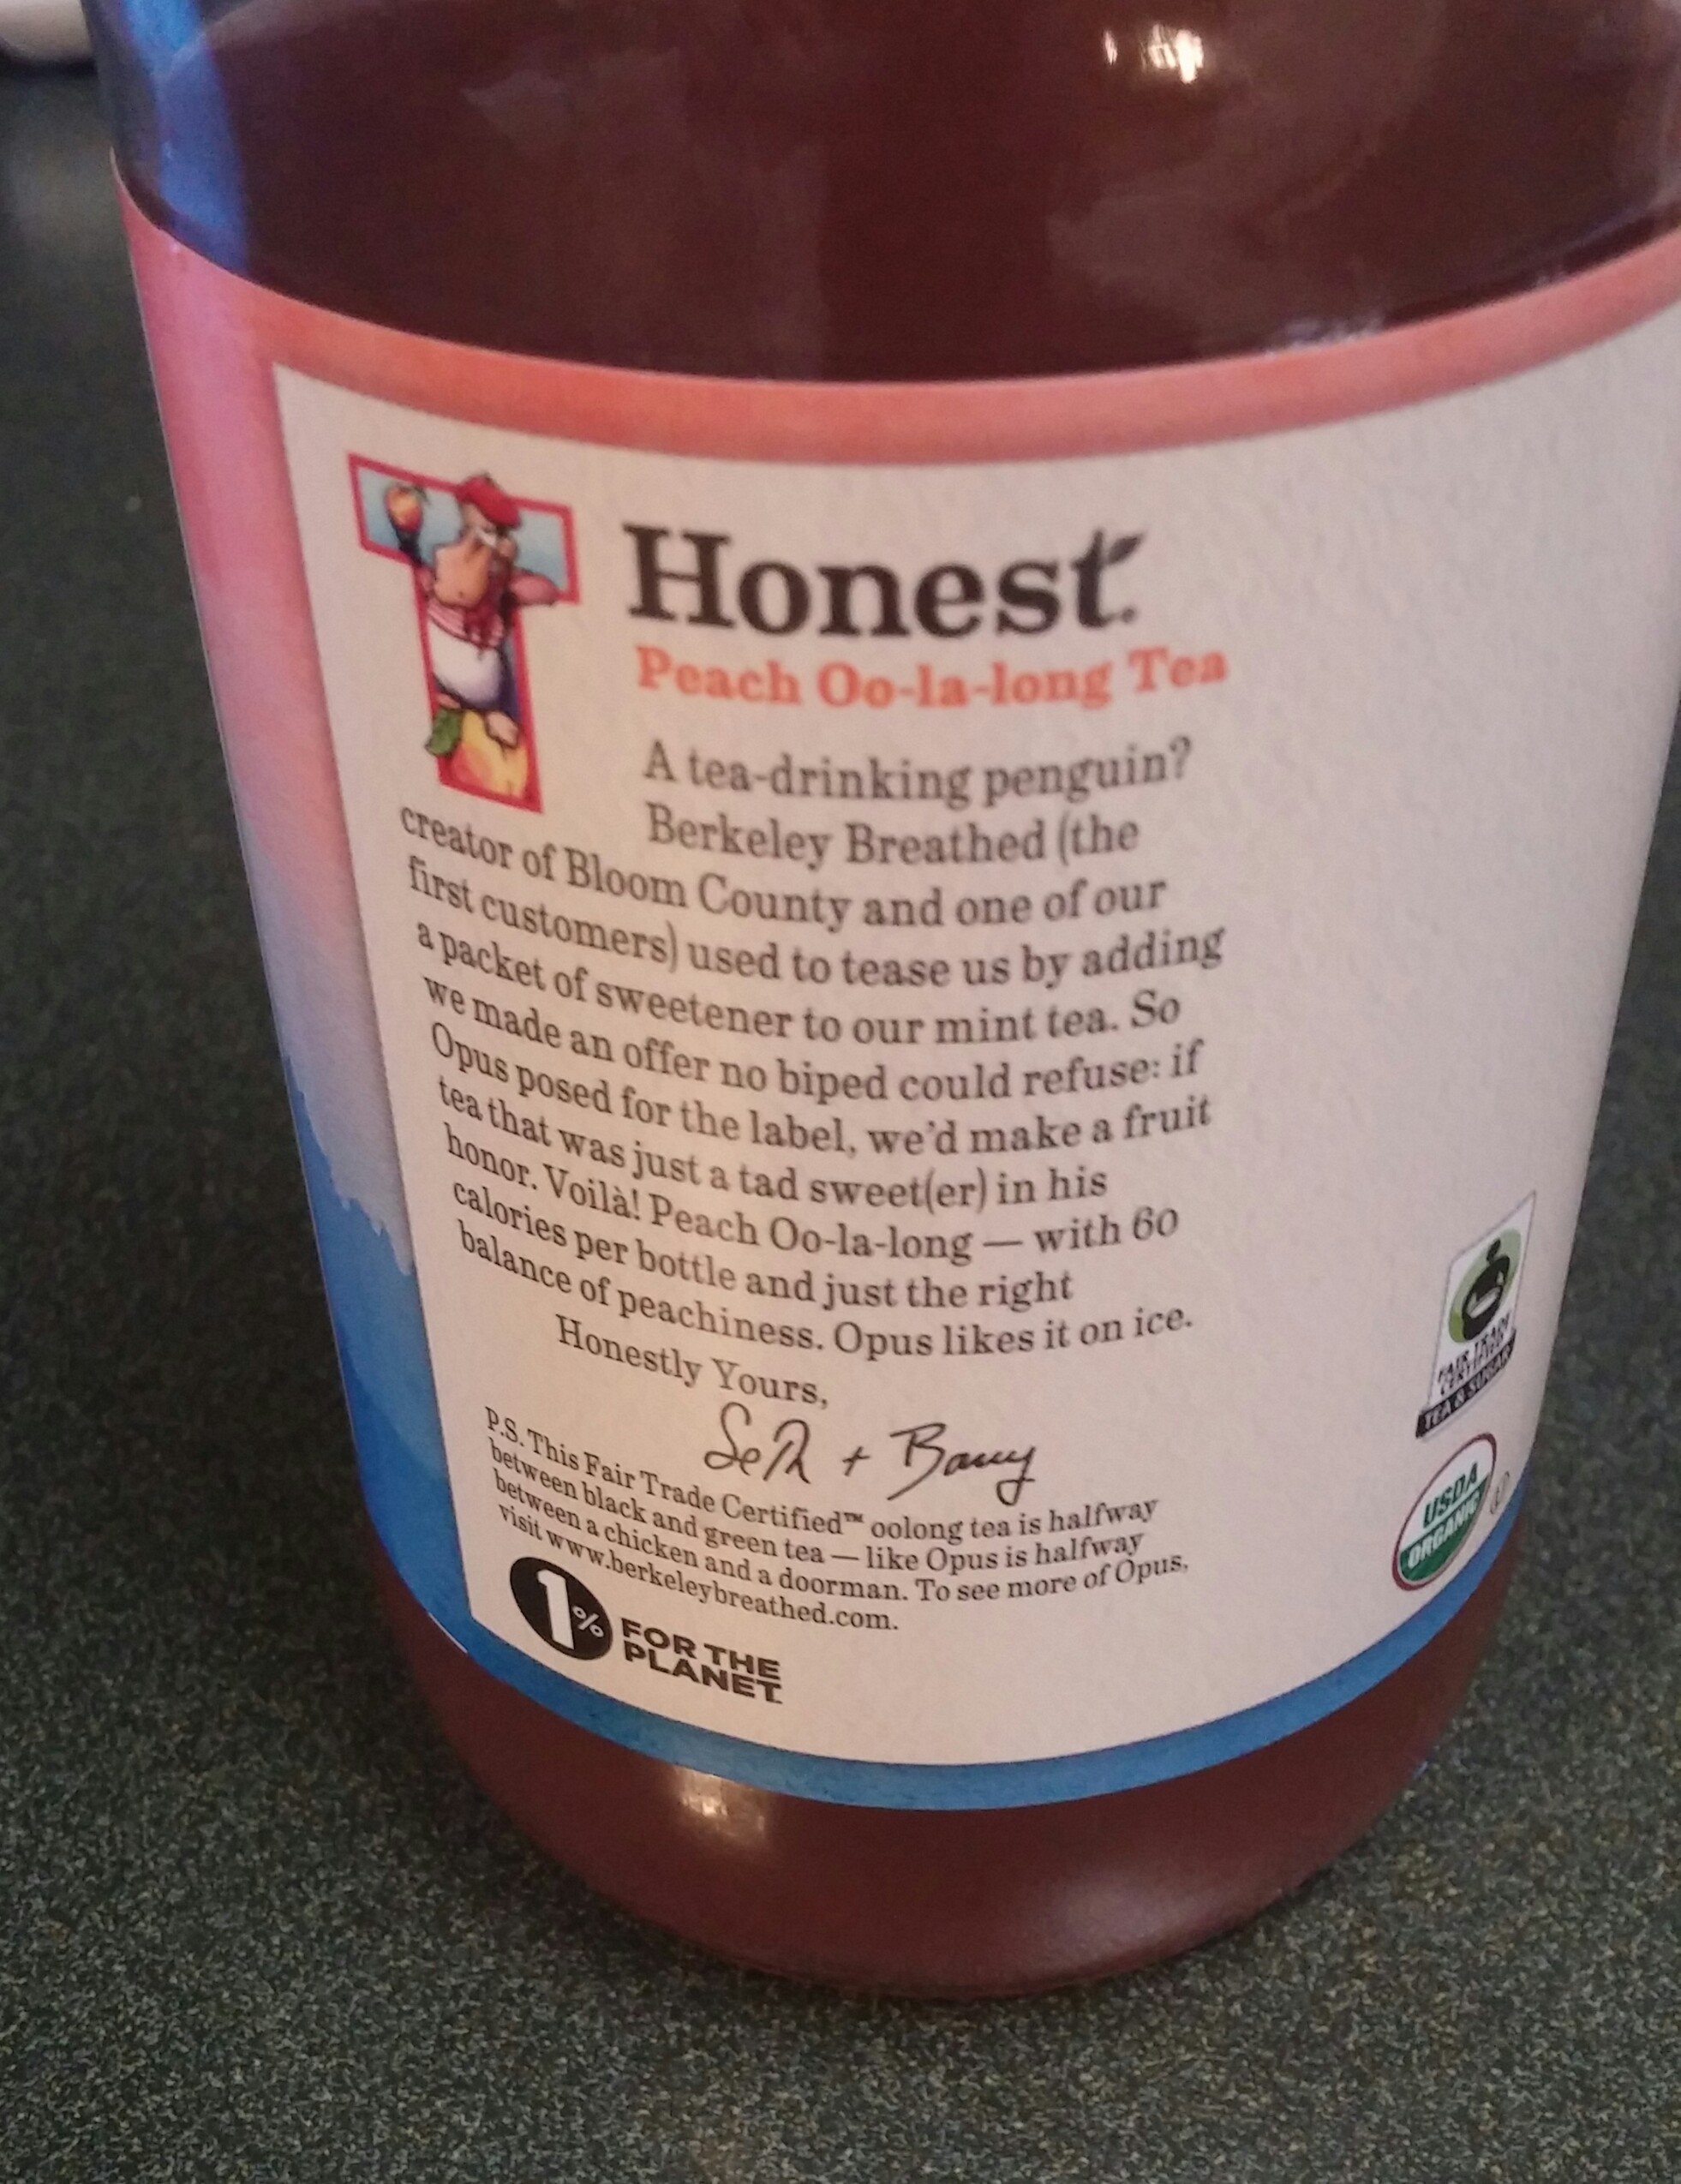 Honest.
Peach Oo-la-long Tea
A tea-drinking penguin?
Berkeley Breathed (the
creator of Bloom County and one of our
first customers) used to tease us by adding
a packet of sweetener to our mint tea. So
we made an offer no biped could refuse: if
Opus posed for the label, we'd make a fruit
tea that was just a tad sweet(er) in his
honor. Voilà! Peach Oo-la-long — with 60
calories per bottle and just the right
balance of peachiness. Opus likes it on ice.
Honestly Yours,
Seth + Barry
P.S. This Fair Trade Certified™ oolong tea is halfway
between black and green tea — like Opus is halfway
between a chicken and a doorman. To see more of Opus,
visit www.berkeleybreathed.com.
1%
FOR THE
PLANET
FAIR TRADE
CERTIFIED
TEA & SUGAR
USDA
ORGANIC